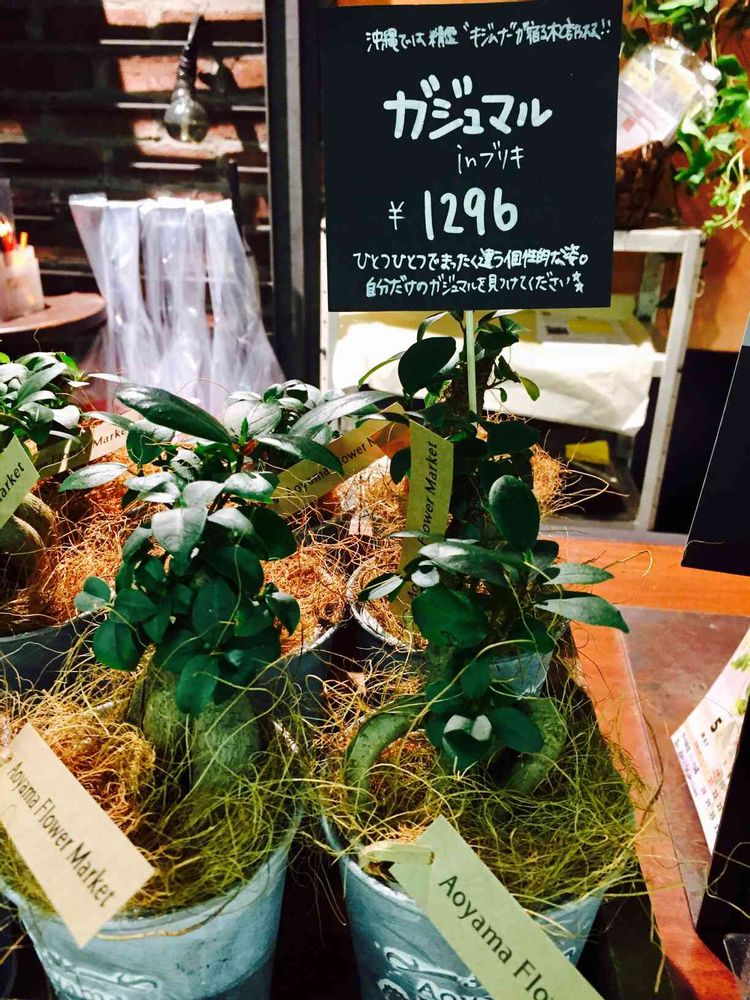 沖縄では精霊"キジムナー"が宿る木と言われる!!
ガジュマル
inブリキ
¥1296
ひとつひとつでまったく違う個性的な姿。
自分だけのガジュマルを見つけてください☆
Market
Market
Aoyama Flower Market
Flower Market
Aoyama Flower Market
Aoyama Flo
5